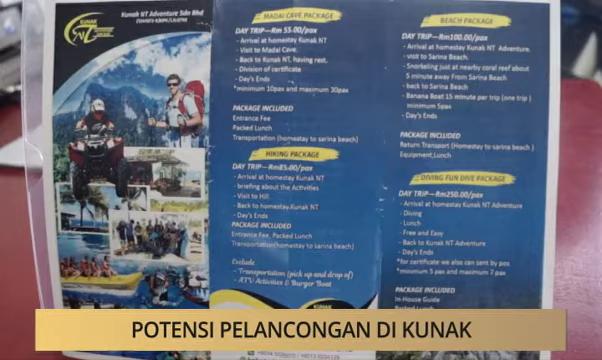 KUNAK
NT
Kunak NT Adventure Sdn Bhd
MADAI CAVE PACKAGE
DAY TRIP—Rm 55.00/pax
- Arrival at homestay Kunak NT
- Visit to Madai Cave.
- Back to Kunak NT, having rest.
- Division of certificate
- Day's Ends
*minimum 10pax and maximum 30pax
PACKAGE INCLUDED
Entrance Fee
Packed Lunch
Transportation (homestay to sarina beach)
HIKING PACKAGE
DAY TRIP—Rm85.00/pax
- Arrival at homestay Kunak NT
- briefing about the Activities
- Visit to Hill
- Back to homestay Kunak NT
- Day's Ends
PACKAGE INCLUDED
Entrance Fee, Packed Lunch
Transportation(homestay to sarina beach)
Exclude
- Transportation (pick up and drop of)
- ATV Activities & Burger Boat
KUNAK
BEACH PACKAGE
DAY TRIP—Rm100.00/pax
- Arrival at homestay Kunak NT Adventure.
- visit to Sarina Beach.
- Snorkeling just at nearby coral reef about
5 minute away From Sarina Beach
- back to Sarina Beach
- Banana Boat 15 minute per trip (one trip)
minimum 5pax
- Day's Ends
PACKAGE INCLUDED
Return Transport (Homestay to sarina beach )
Equipment,Lunch
DIVING FUN DIVE PACKAGE
DAY TRIP—Rm250.00/pax
- Arrival at homestay Kunak NT Adventure
- Diving
- Lunch
- Free and Easy
- Back to Kunak NT Adventure
- Day's Ends
*for certificate we also can sent by pos
*minimum 5 pax and maximum 7 pax
PACKAGE INCLUDED
In-House Guide
Packed Lunch
POTENSI PELANCONGAN DI KUNAK